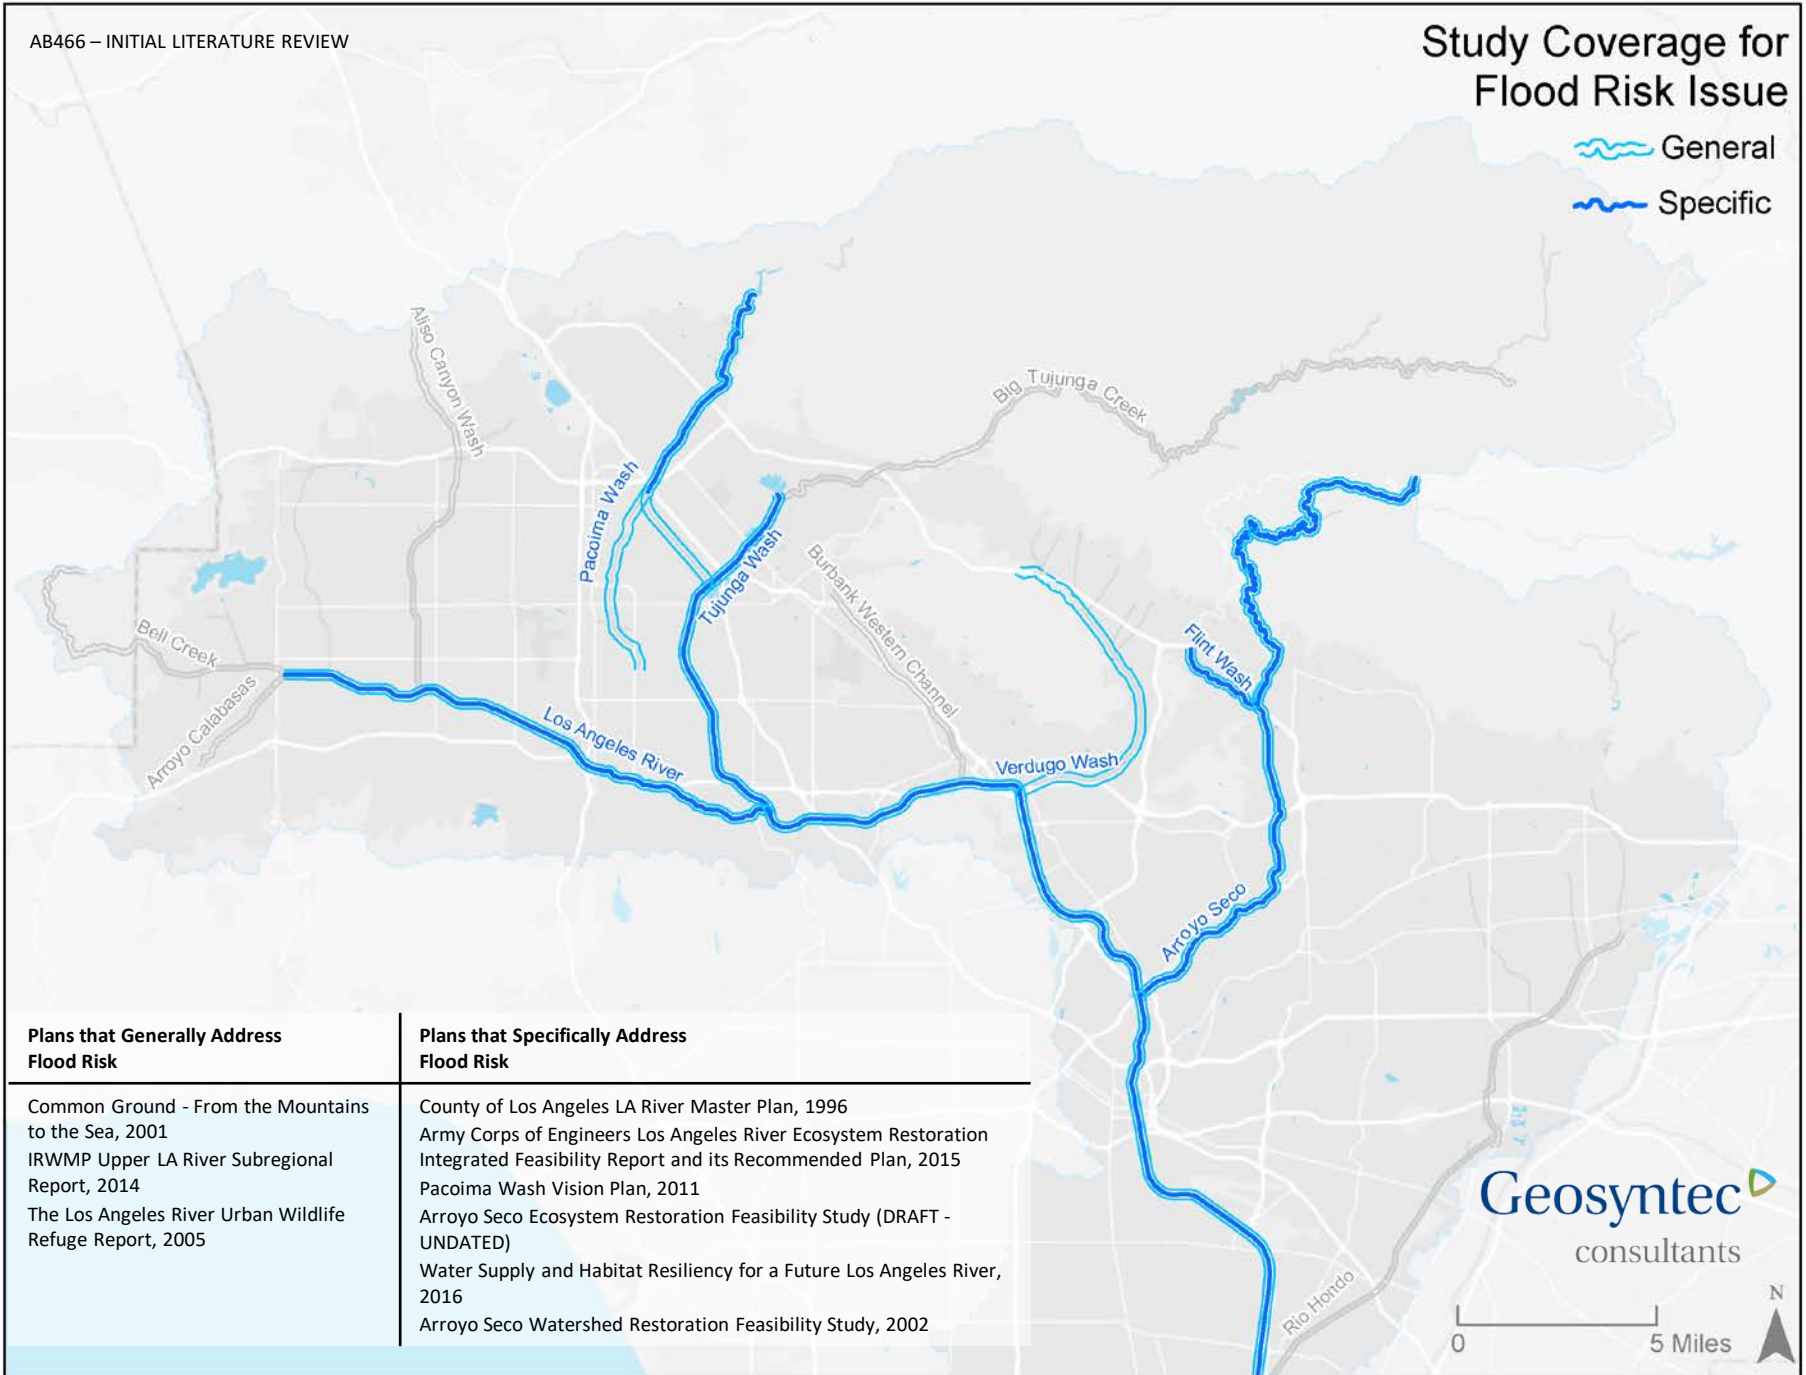 AB466 – INITIAL LITERATURE REVIEW
Study Coverage for
Flood Risk Issue
General
Specific
Aliso Canyon Wash
Big Tujunga Creek
Pacoima Wash
Tujunga Wash
Burbank Western Channel
Bell Creek
Arroyo Calabasas
Flint Wash
Los Angeles River
Verdugo Wash
Arroyo Seco
Rio Hondo
Plans that Generally Address
Flood Risk
Common Ground - From the Mountains
to the Sea, 2001
IRWMP Upper LA River Subregional
Report, 2014
The Los Angeles River Urban Wildlife
Refuge Report, 2005
Plans that Specifically Address
Flood Risk
County of Los Angeles LA River Master Plan, 1996
Army Corps of Engineers Los Angeles River Ecosystem Restoration
Integrated Feasibility Report and its Recommended Plan, 2015
Pacoima Wash Vision Plan, 2011
Arroyo Seco Ecosystem Restoration Feasibility Study (DRAFT -
UNDATED)
Water Supply and Habitat Resiliency for a Future Los Angeles River,
2016
Arroyo Seco Watershed Restoration Feasibility Study, 2002
Geosyntec
consultants
N
0 5 Miles